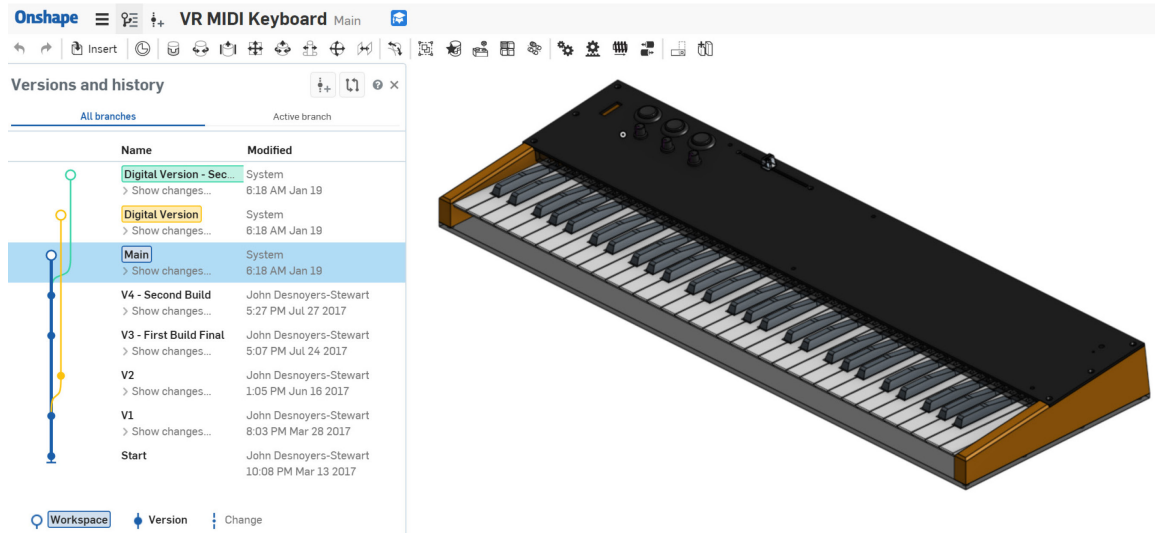 Onshape VR MIDI Keyboard Main
Insert
Versions and history
All branches Active branch
Name Modified
Digital Version - Sec... System
> Show changes... 6:18 AM Jan 19
Digital Version System
> Show changes... 6:18 AM Jan 19
Main System
> Show changes... 6:18 AM Jan 19
V4 - Second Build John Desnoyers-Stewart
> Show changes... 5:27 PM Jul 27 2017
V3 - First Build Final John Desnoyers-Stewart
> Show changes... 5:07 PM Jul 24 2017
V2 John Desnoyers-Stewart
> Show changes... 1:05 PM Jun 16 2017
V1 John Desnoyers-Stewart
> Show changes... 8:03 PM Mar 28 2017
Start John Desnoyers-Stewart
10:08 PM Mar 13 2017
Workspace Version Change